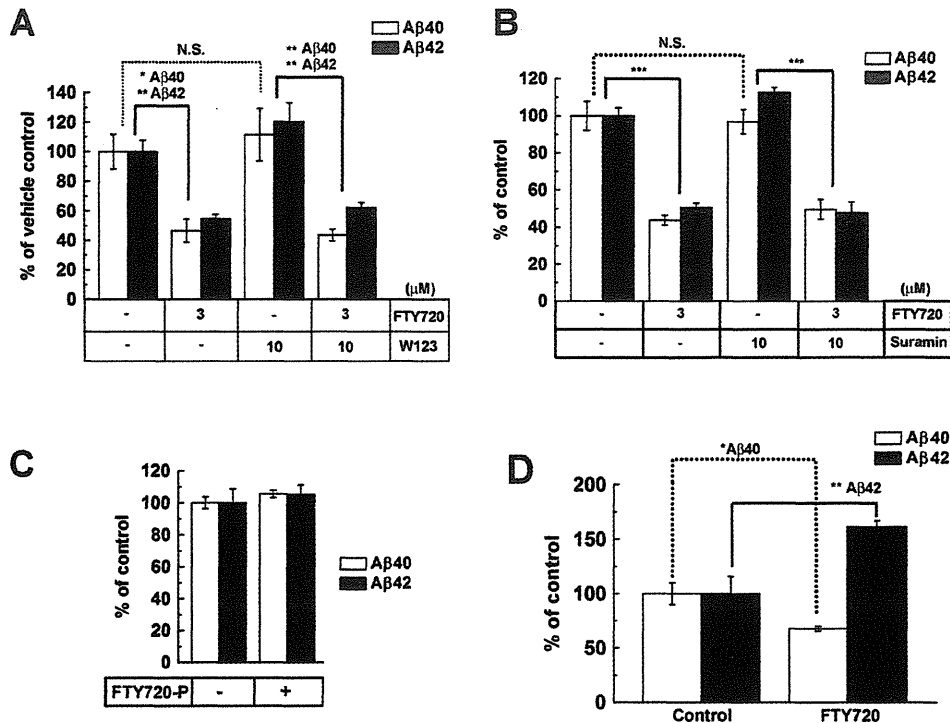 A
Aβ40
Aβ42
N.S.
* Aβ40
** Aβ42
** Aβ40
** Aβ42
% of vehicle control
140
120
100
80
60
40
20
0
(μM)
- 3 - 3 FTY720
- - 10 10 W123
B
Aβ40
Aβ42
N.S.
***
***
% of control
120
100
80
60
40
20
0
(μM)
- 3 - 3 FTY720
- - 10 10 Suramin
C
% of control
120
100
80
60
40
20
0
Aβ40
Aβ42
FTY720-P - +
D
Aβ40
Aβ42
*Aβ40
** Aβ42
% of control
200
150
100
50
0
Control FTY720